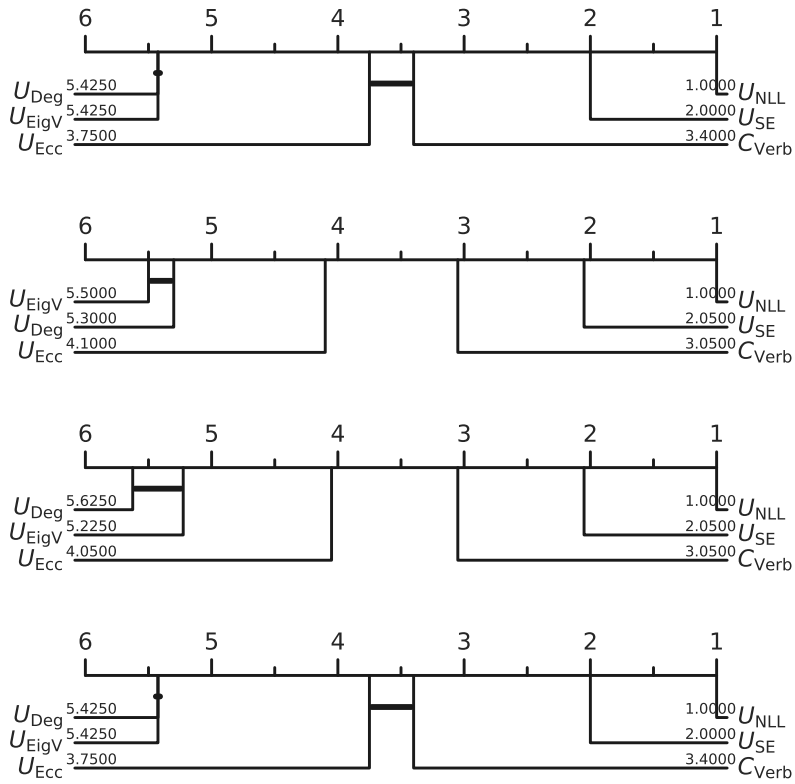 6 5 4 3 2 1
U_Deg 5.4250 1.0000 U_NLL
U_EigV 5.4250 2.0000 U_SE
U_Ecc 3.7500 3.4000 C_Verb
6 5 4 3 2 1
U_EigV 5.5000 1.0000 U_NLL
U_Deg 5.3000 2.0500 U_SE
U_Ecc 4.1000 3.0500 C_Verb
6 5 4 3 2 1
U_Deg 5.6250 1.0000 U_NLL
U_EigV 5.2250 2.0500 U_SE
U_Ecc 4.0500 3.0500 C_Verb
6 5 4 3 2 1
U_Deg 5.4250 1.0000 U_NLL
U_EigV 5.4250 2.0000 U_SE
U_Ecc 3.7500 3.4000 C_Verb